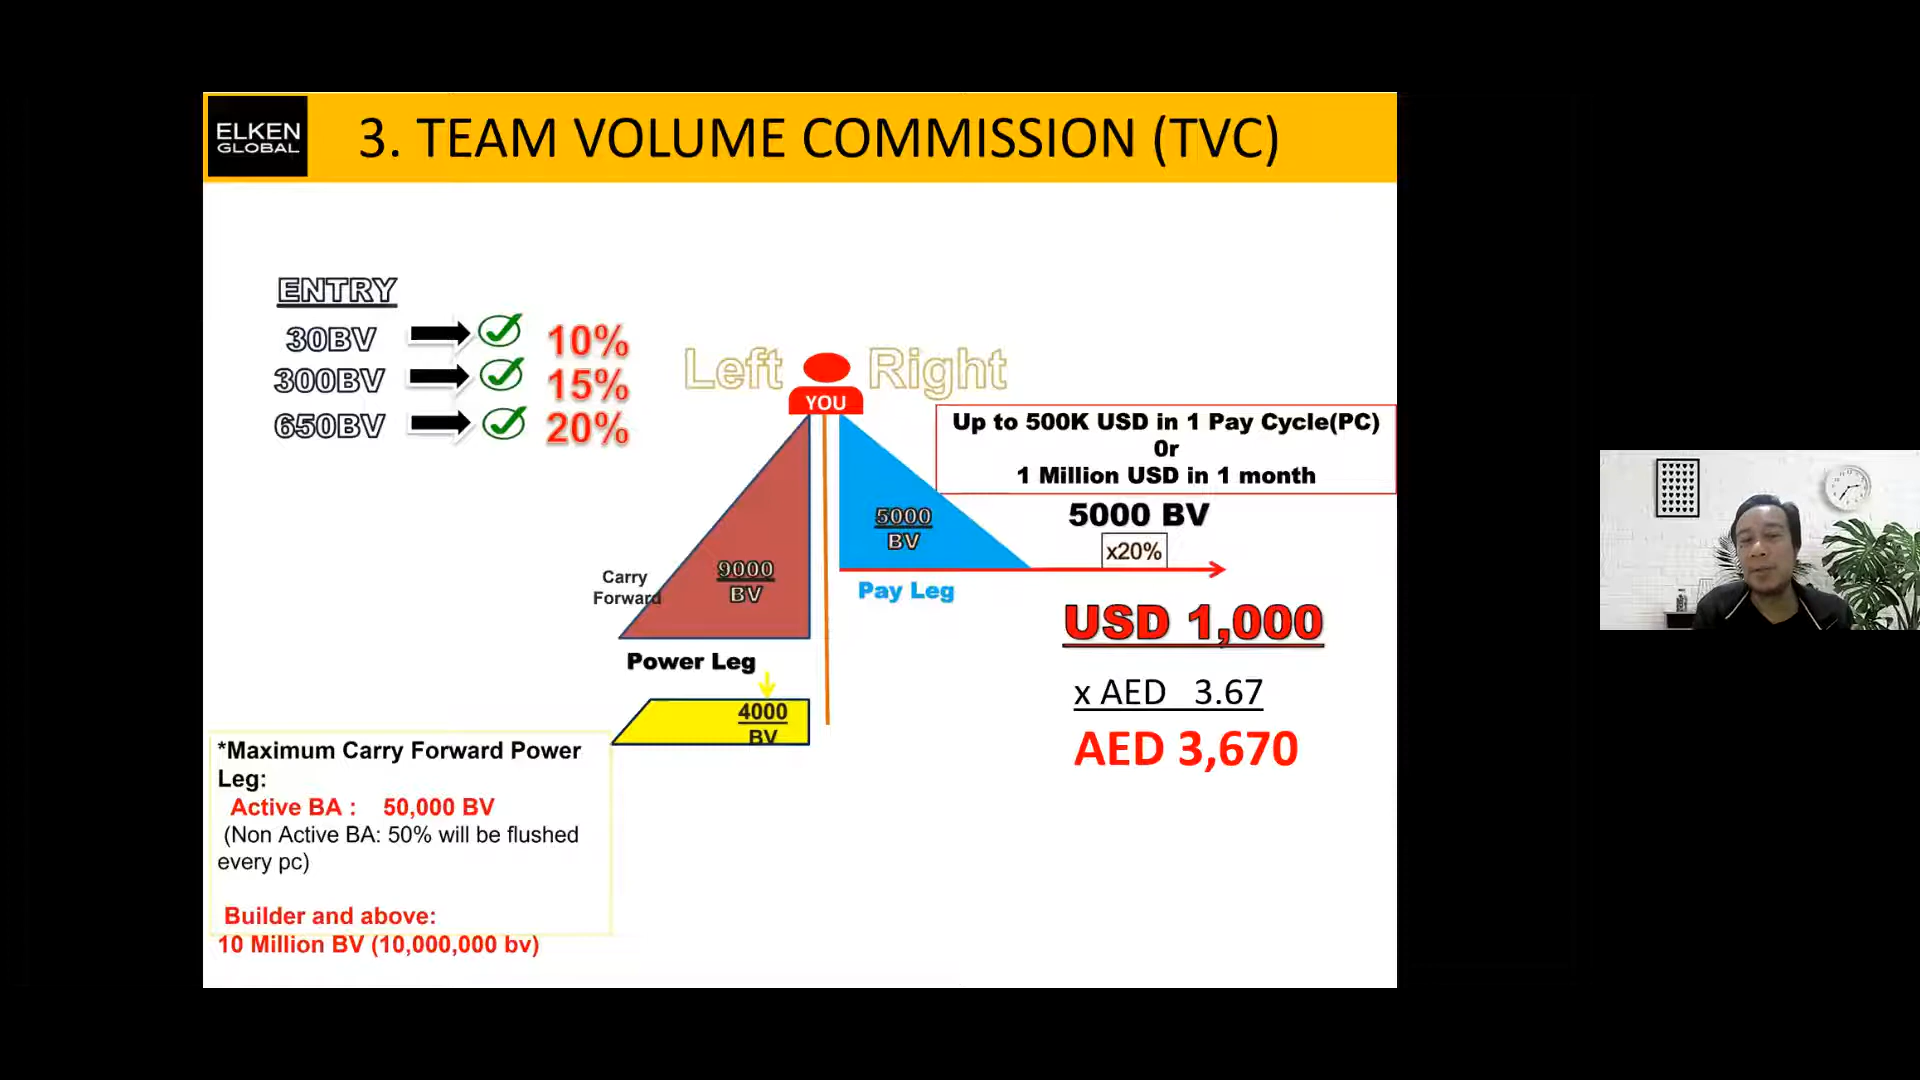 ELKEN
GLOBAL
3. TEAM VOLUME COMMISSION (TVC)
ENTRY
30BV 10%
300BV 15%
650BV 20%
Left Right
YOU
Up to 500K USD in 1 Pay Cycle(PC)
Or
1 Million USD in 1 month
5000
BV
5000 BV
x20%
9000
BV
Carry
Forward
Pay Leg
USD 1,000
Power Leg
x AED 3.67
4000
BV
AED 3,670
*Maximum Carry Forward Power
Leg:
Active BA : 50,000 BV
(Non Active BA: 50% will be flushed
every pc)
Builder and above:
10 Million BV (10,000,000 bv)